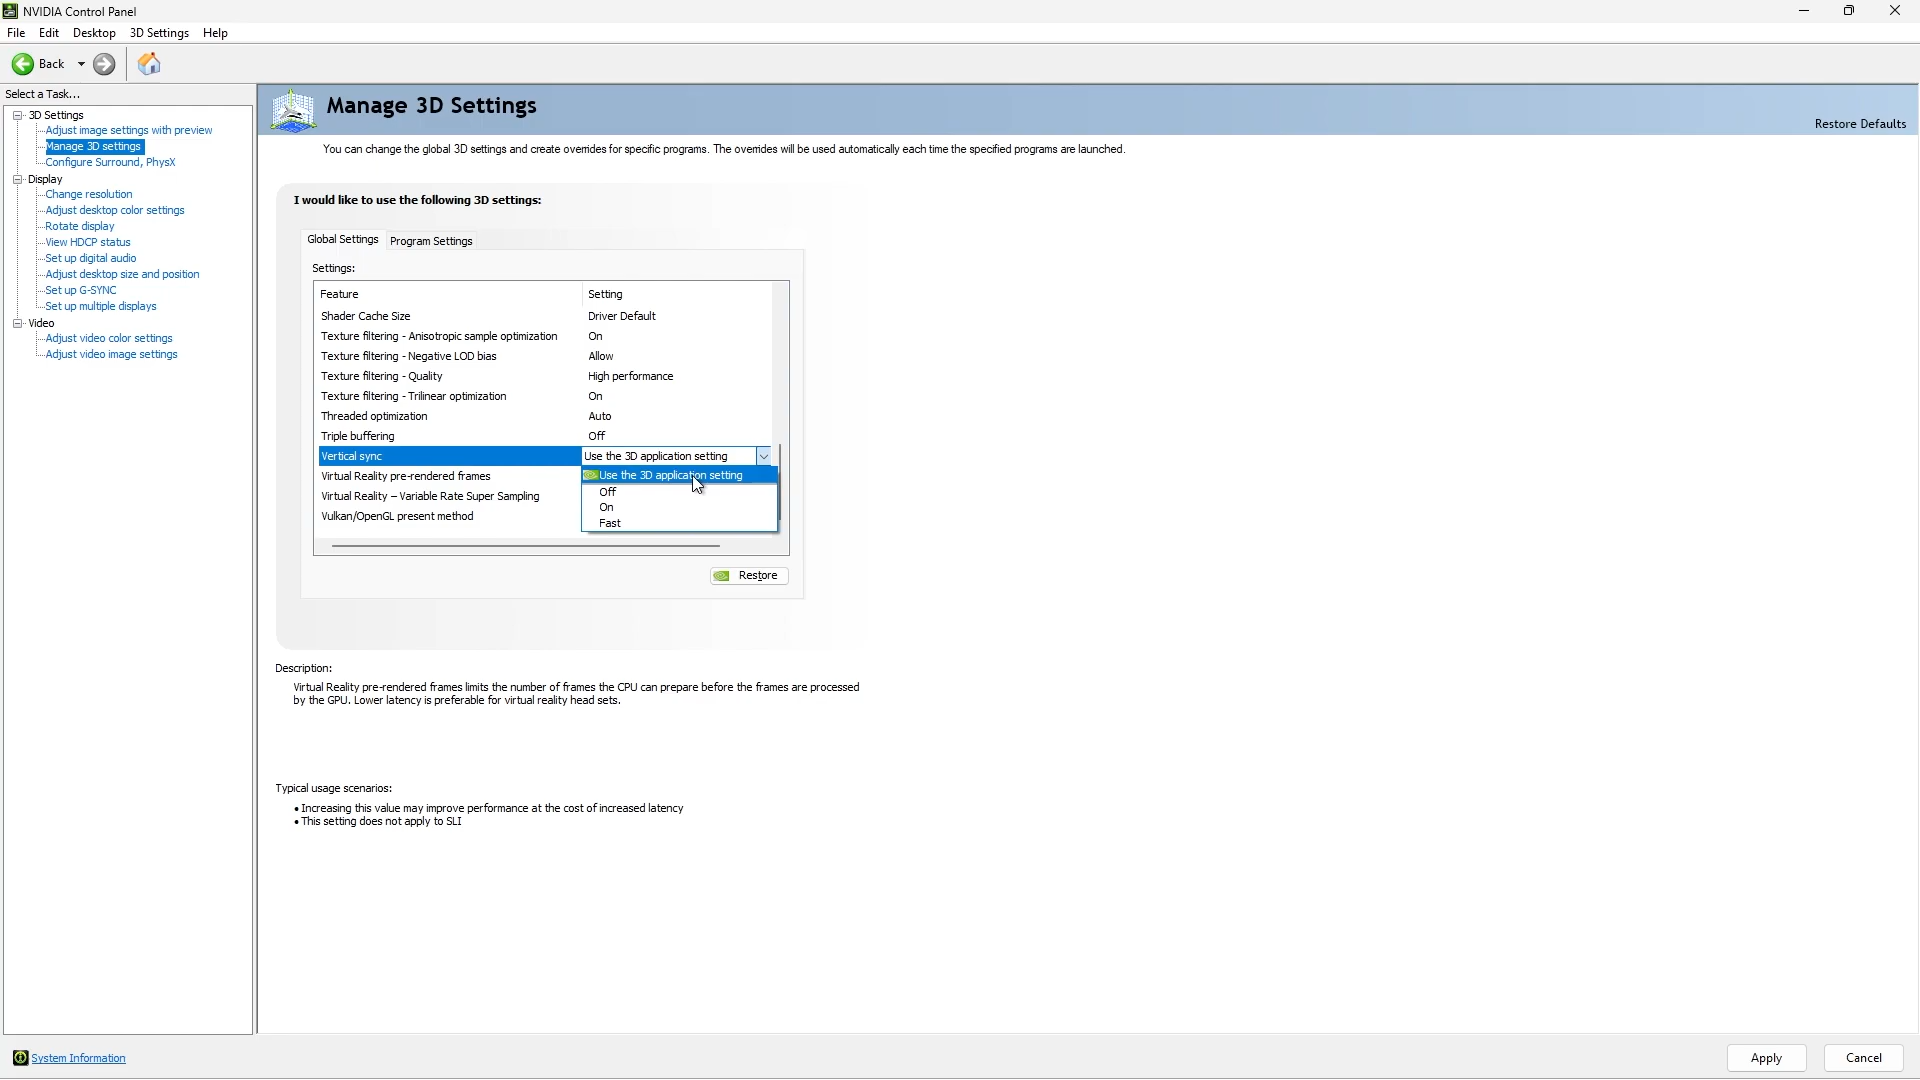 NVIDIA Control Panel
File Edit Desktop 3D Settings Help
Back
Select a Task...
3D Settings
Adjust image settings with preview
Manage 3D settings
Configure Surround, PhysX
Display
Change resolution
Adjust desktop color settings
Rotate display
View HDCP status
Set up digital audio
Adjust desktop size and position
Set up G-SYNC
Set up multiple displays
Video
Adjust video color settings
Adjust video image settings
System Information
Manage 3D Settings
Restore Defaults
You can change the global 3D settings and create overrides for specific programs. The overrides will be used automatically each time the specified programs are launched.
I would like to use the following 3D settings:
Global Settings Program Settings
Settings:
Feature Setting
Shader Cache Size Driver Default
Texture filtering - Anisotropic sample optimization On
Texture filtering - Negative LOD bias Allow
Texture filtering - Quality High performance
Texture filtering - Trilinear optimization On
Threaded optimization Auto
Triple buffering Off
Vertical sync Use the 3D application setting
Virtual Reality pre-rendered frames
Virtual Reality – Variable Rate Super Sampling
Vulkan/OpenGL present method
Use the 3D application setting
Off
On
Fast
Restore
Description:
Virtual Reality pre-rendered frames limits the number of frames the CPU can prepare before the frames are processed
by the GPU. Lower latency is preferable for virtual reality head sets.
Typical usage scenarios:
• Increasing this value may improve performance at the cost of increased latency
• This setting does not apply to SLI
Apply Cancel